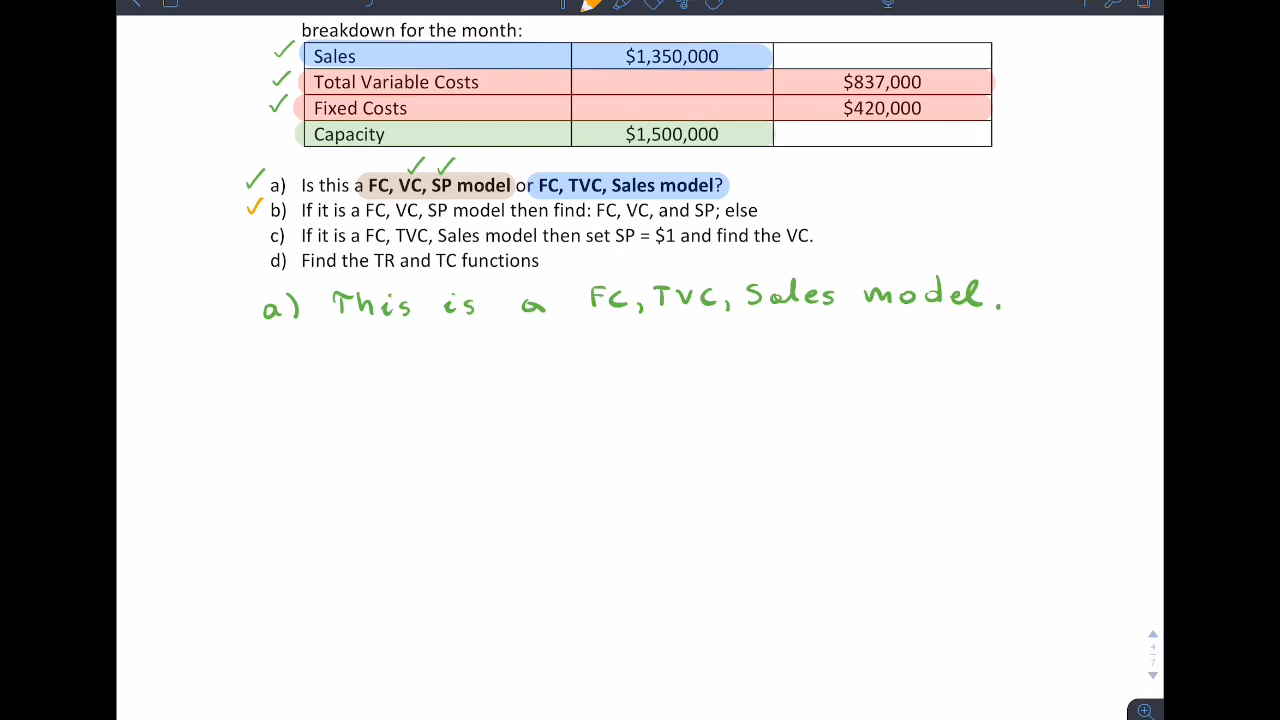 breakdown for the month:
Sales $1,350,000
Total Variable Costs $837,000
Fixed Costs $420,000
Capacity $1,500,000
a) Is this a FC, VC, SP model or FC, TVC, Sales model?
b) If it is a FC, VC, SP model then find: FC, VC, and SP; else
c) If it is a FC, TVC, Sales model then set SP = $1 and find the VC.
d) Find the TR and TC functions
a) This is a FC, TVC, Sales model.
4
7